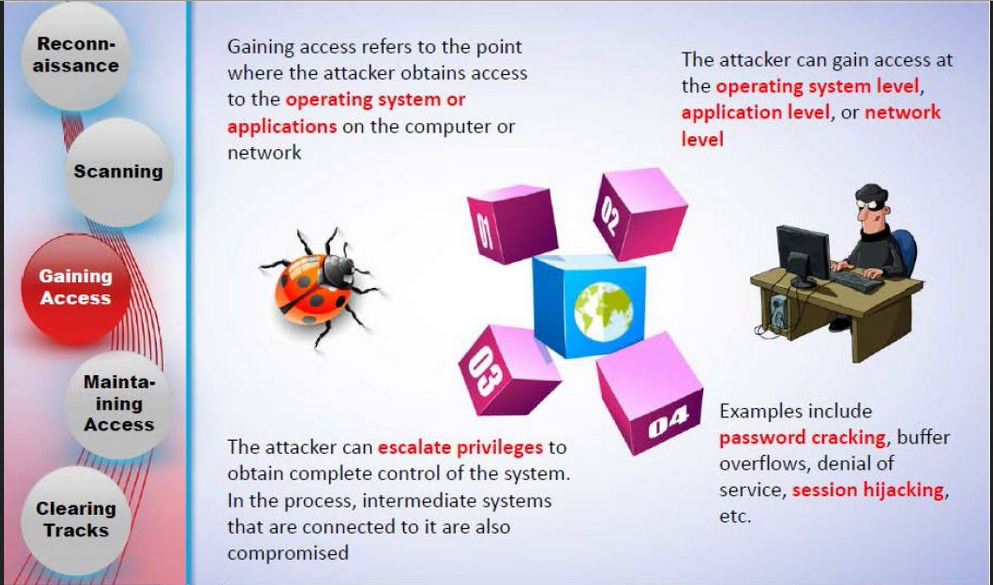 Reconn-
aissance
Scanning
Gaining
Access
Mainta-
ining
Access
Clearing
Tracks
Gaining access refers to the point
where the attacker obtains access
to the operating system or
applications on the computer or
network
The attacker can gain access at
the operating system level,
application level, or network
level
01
02
03
04
The attacker can escalate privileges to
obtain complete control of the system.
In the process, intermediate systems
that are connected to it are also
compromised
Examples include
password cracking, buffer
overflows, denial of
service, session hijacking,
etc.